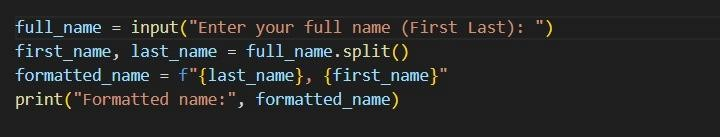 full_name = input("Enter your full name (First Last): ")
first_name, last_name = full_name.split()
formatted_name = f"{last_name}, {first_name}"
print("Formatted name:", formatted_name)